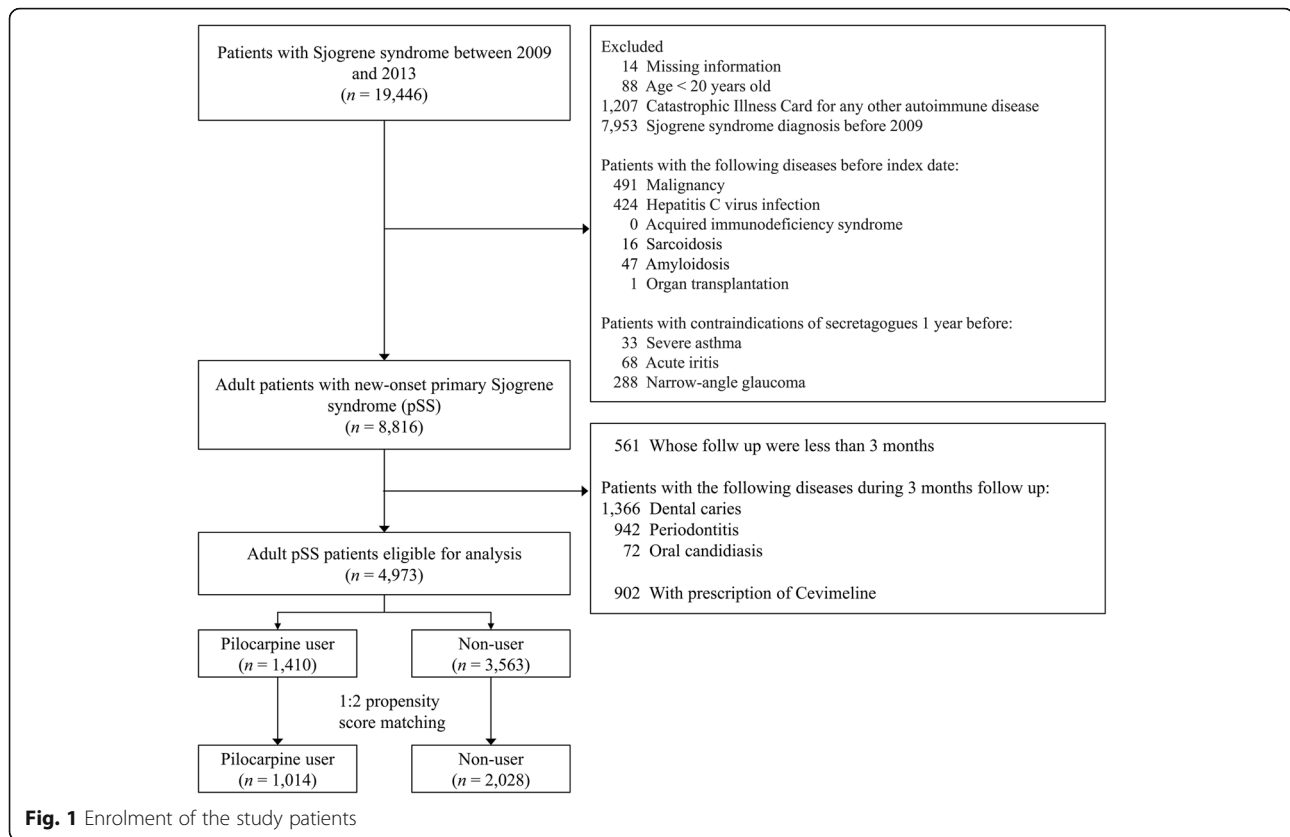 Patients with Sjogrene syndrome between 2009
and 2013
(n = 19,446)
Excluded
14 Missing information
88 Age < 20 years old
1,207 Catastrophic Illness Card for any other autoimmune disease
7,953 Sjogrene syndrome diagnosis before 2009
Patients with the following diseases before index date:
491 Malignancy
424 Hepatitis C virus infection
0 Acquired immunodeficiency syndrome
16 Sarcoidosis
47 Amyloidosis
1 Organ transplantation
Patients with contraindications of secretagogues 1 year before:
33 Severe asthma
68 Acute iritis
288 Narrow-angle glaucoma
Adult patients with new-onset primary Sjogrene
syndrome (pSS)
(n = 8,816)
561 Whose follw up were less than 3 months
Patients with the following diseases during 3 months follow up:
1,366 Dental caries
942 Periodontitis
72 Oral candidiasis
902 With prescription of Cevimeline
Adult pSS patients eligible for analysis
(n = 4,973)
Pilocarpine user
(n = 1,410)
Non-user
(n = 3,563)
1:2 propensity
score matching
Pilocarpine user
(n = 1,014)
Non-user
(n = 2,028)
Fig. 1 Enrolment of the study patients